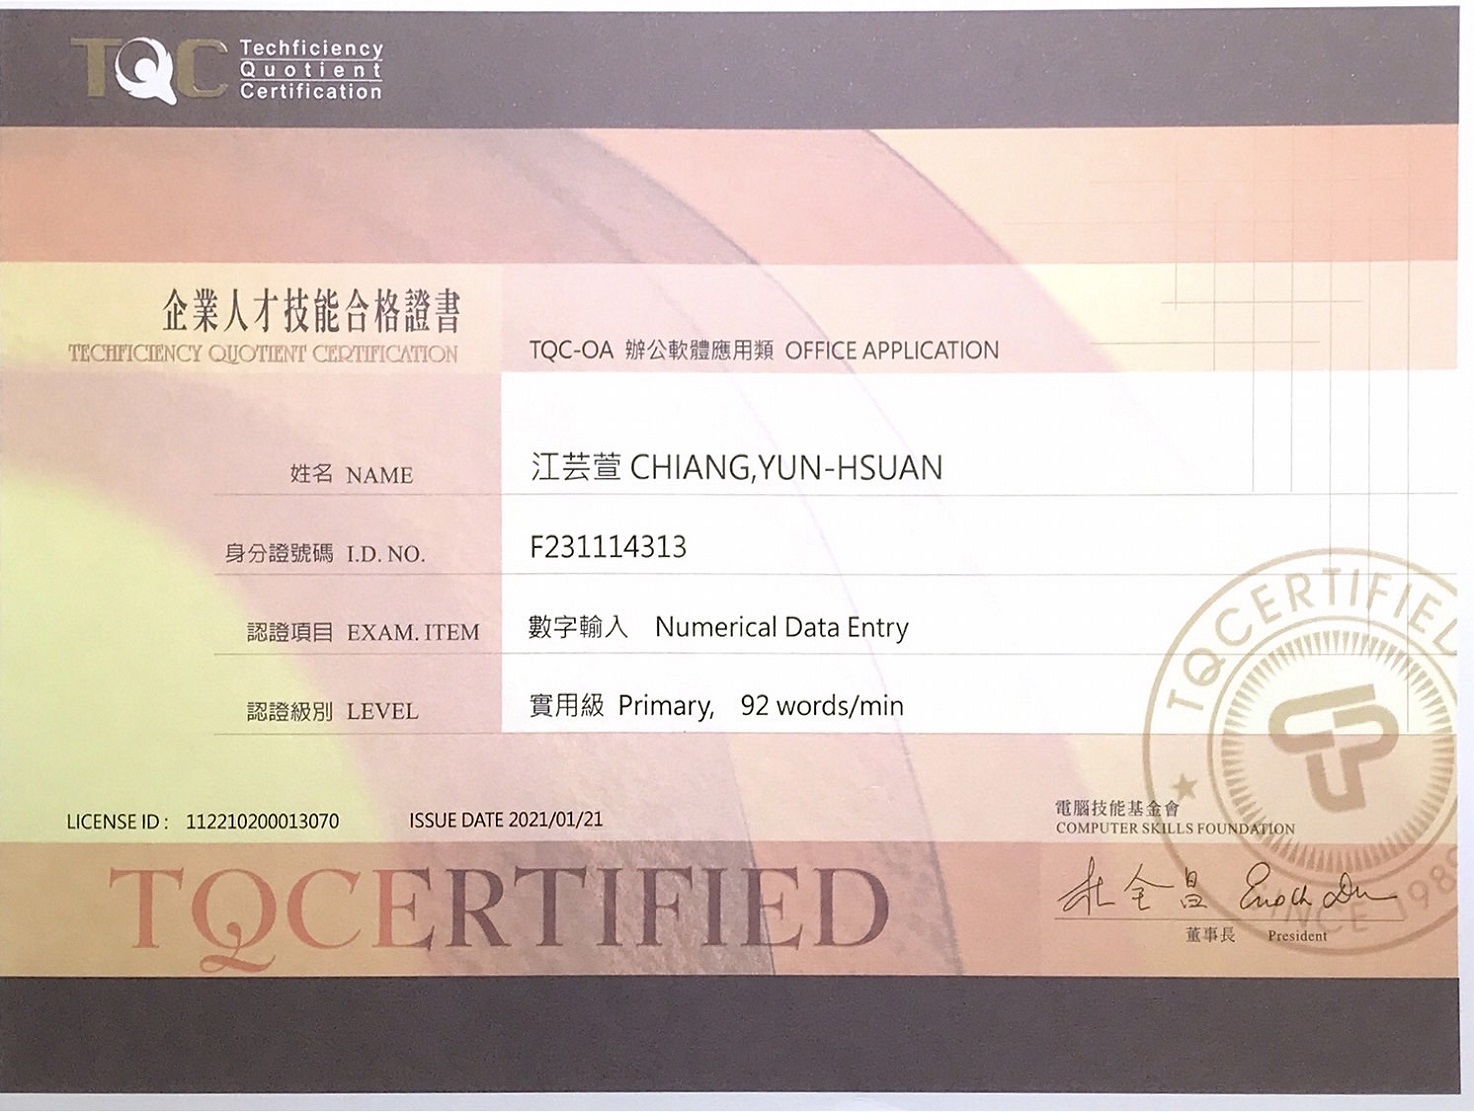 TQC Techficiency
Quotient
Certification
企業人才技能合格證書
TECHFICIENCY QUOTIENT CERTIFICATION
TQC-OA 辦公軟體應用類 OFFICE APPLICATION
姓名 NAME 江芸萱 CHIANG,YUN-HSUAN
身分證號碼 I.D. NO. F231114313
認證項目 EXAM. ITEM 數字輸入 Numerical Data Entry
認證級別 LEVEL 實用級 Primary, 92 words/min
LICENSE ID : 112210200013070 ISSUE DATE 2021/01/21
TQCERTIFIED
電腦技能基金會
COMPUTER SKILLS FOUNDATION
杜全昌
董事長 President
TQCERTIFIED
SINCE 1989